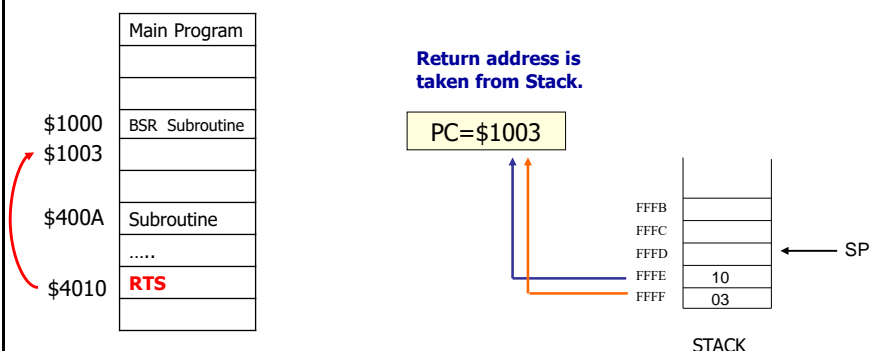 Main Program
$1000 BSR Subroutine
$1003
$400A Subroutine
…..
$4010 RTS
Return address is
taken from Stack.
PC=$1003
FFFB
FFFC
FFFD SP
FFFE 10
FFFF 03
STACK